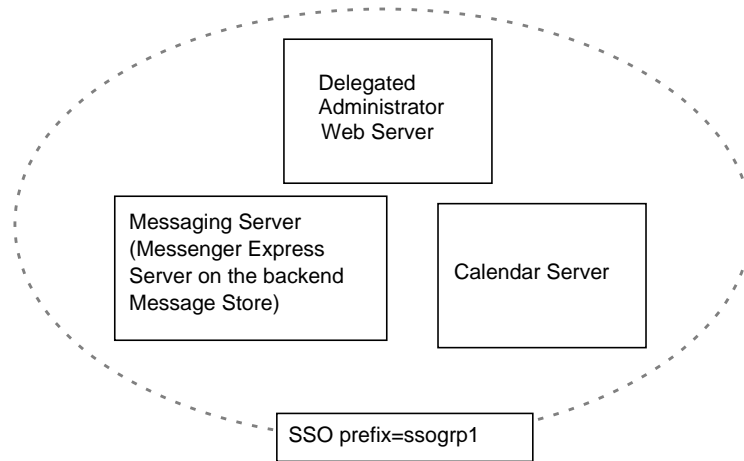 Delegated
Administrator
Web Server
Messaging Server
(Messenger Express
Server on the backend
Message Store)
Calendar Server
SSO prefix=ssogrp1